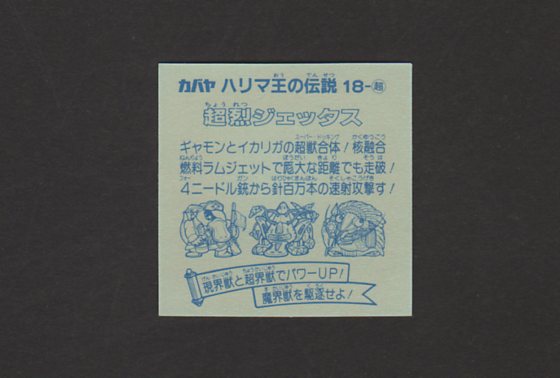 カバヤ ハリマ王の伝説 18-超
超烈ジェッタス
ギャモンとイカリガの超獣合体!核融合
燃料ラムジェットで厖大な距離でも走破!
4ニードル銃から針百万本の速射攻撃す!
現界獣と超界獣でパワーUP!
魔界獣を駆逐せよ!